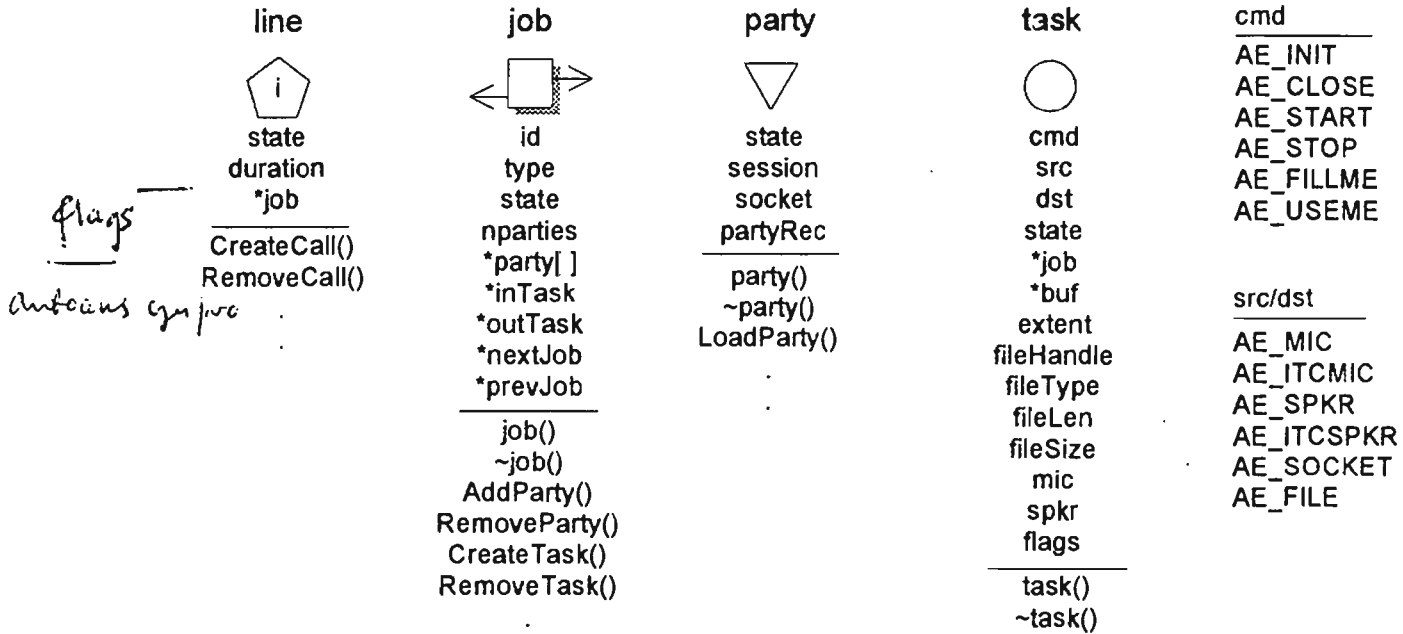 line
i
state
duration
*job
CreateCall()
RemoveCall()
flags
job
id
type
state
nparties
*party[ ]
*inTask
*outTask
*nextJob
*prevJob
job()
~job()
AddParty()
RemoveParty()
CreateTask()
RemoveTask()
party
state
session
socket
partyRec
party()
~party()
LoadParty()
task
cmd
src
dst
state
*job
*buf
extent
fileHandle
fileType
fileLen
fileSize
mic
spkr
flags
task()
~task()
cmd
AE_INIT
AE_CLOSE
AE_START
AE_STOP
AE_FILLME
AE_USEME
src/dst
AE_MIC
AE_ITCMIC
AE_SPKR
AE_ITCSPKR
AE_SOCKET
AE_FILE